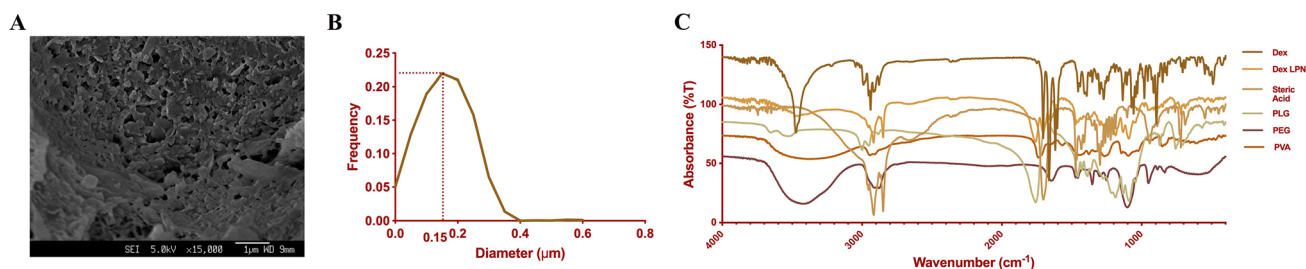 A
SEI 5.0kV ×15,000 1μm WD 9mm
B
Frequency
0.25
0.20
0.15
0.10
0.05
0.00
0.0 0.15 0.2 0.4 0.6 0.8
Diameter (μm)
C
Absorbance (%T)
150
100
50
0
4000 3000 2000 1000
Wavenumber (cm-1)
Dex
Dex LPN
Steric
Acid
PLG
PEG
PVA